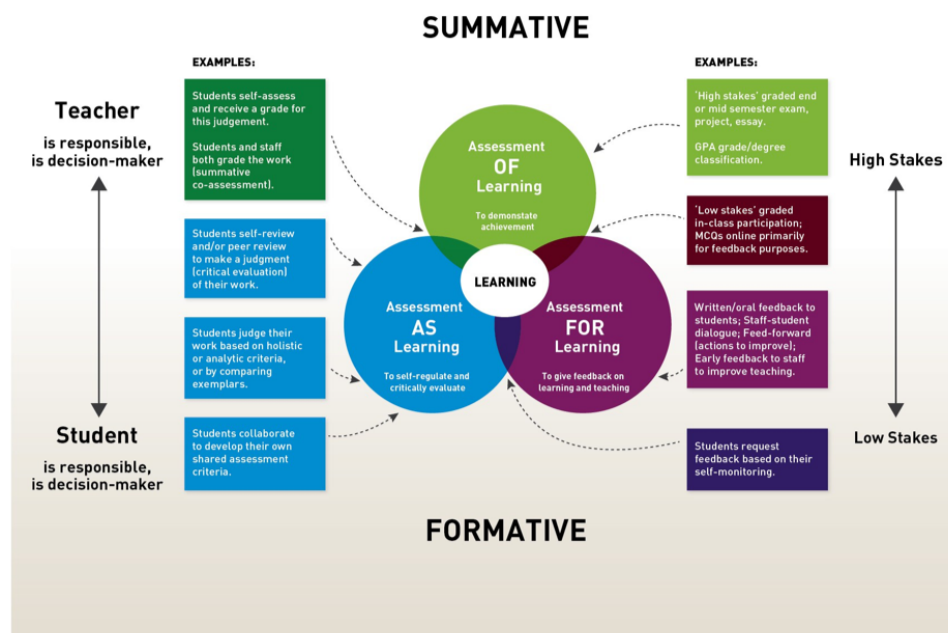 SUMMATIVE
EXAMPLES:
EXAMPLES:
Teacher
is responsible,
is decision-maker
Students self-assess
and receive a grade for
this judgement.
Students and staff
both grade the work
(summative
co-assessment).
Students self-review
and/or peer review
to make a judgment
(critical evaluation)
of their work.
Students judge their
work based on holistic
or analytic criteria,
or by comparing
exemplars.
Students collaborate
to develop their own
shared assessment
criteria.
Student
is responsible,
is decision-maker
Assessment
OF
Learning
To demonstate
achievement
LEARNING
Assessment
AS
Learning
To self-regulate and
critically evaluate
Assessment
FOR
Learning
To give feedback on
learning and teaching
'High stakes' graded end
or mid semester exam,
project, essay.
GPA grade/degree
classification.
'Low stakes' graded
in-class participation;
MCQs online primarily
for feedback purposes.
Written/oral feedback to
students; Staff-student
dialogue; Feed-forward
(actions to improve);
Early feedback to staff
to improve teaching.
Students request
feedback based on their
self-monitoring.
High Stakes
Low Stakes
FORMATIVE